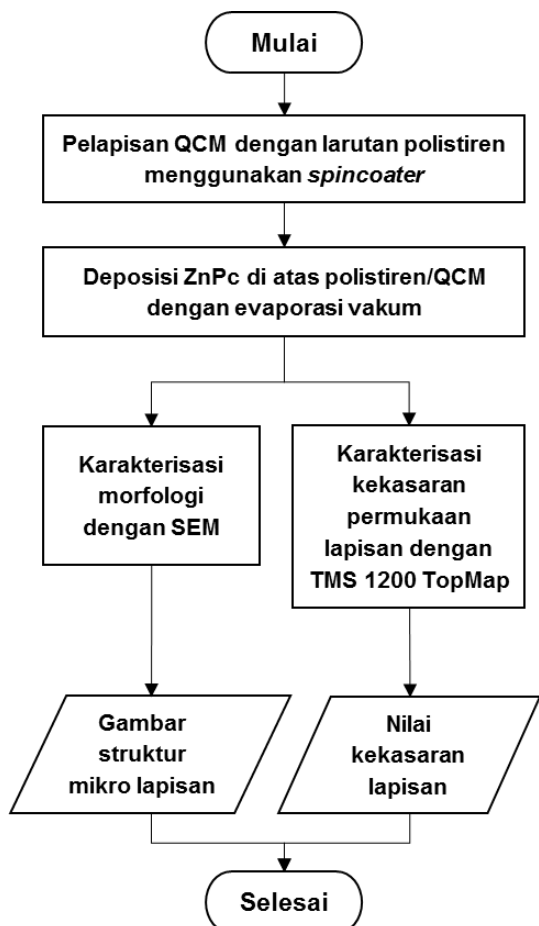 Mulai
Pelapisan QCM dengan larutan polistiren
menggunakan spincoater
Deposisi ZnPc di atas polistiren/QCM
dengan evaporasi vakum
Karakterisasi
morfologi
dengan SEM
Karakterisasi
kekasaran
permukaan
lapisan dengan
TMS 1200 TopMap
Gambar
struktur
mikro lapisan
Nilai
kekasaran
lapisan
Selesai